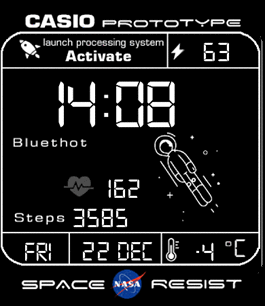 CASIO PROTOTYPE
launch processing system
Activate
63
14:08
Bluethot
162
Steps 3585
FRI 22 DEC -4 °C
SPACE NASA RESIST